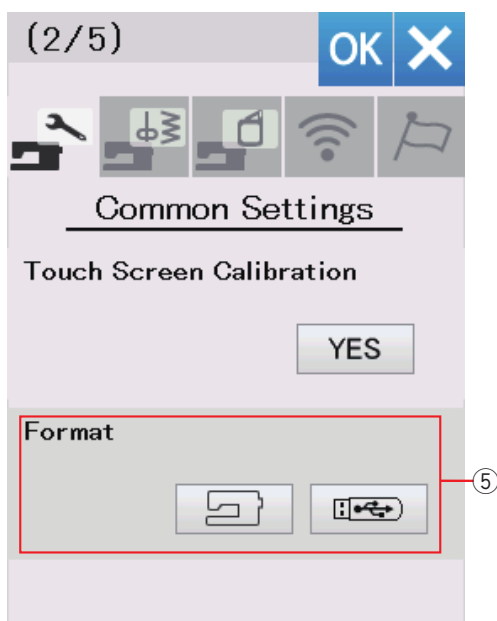 (2/5)
OK
Common Settings
Touch Screen Calibration
YES
Format
⑤